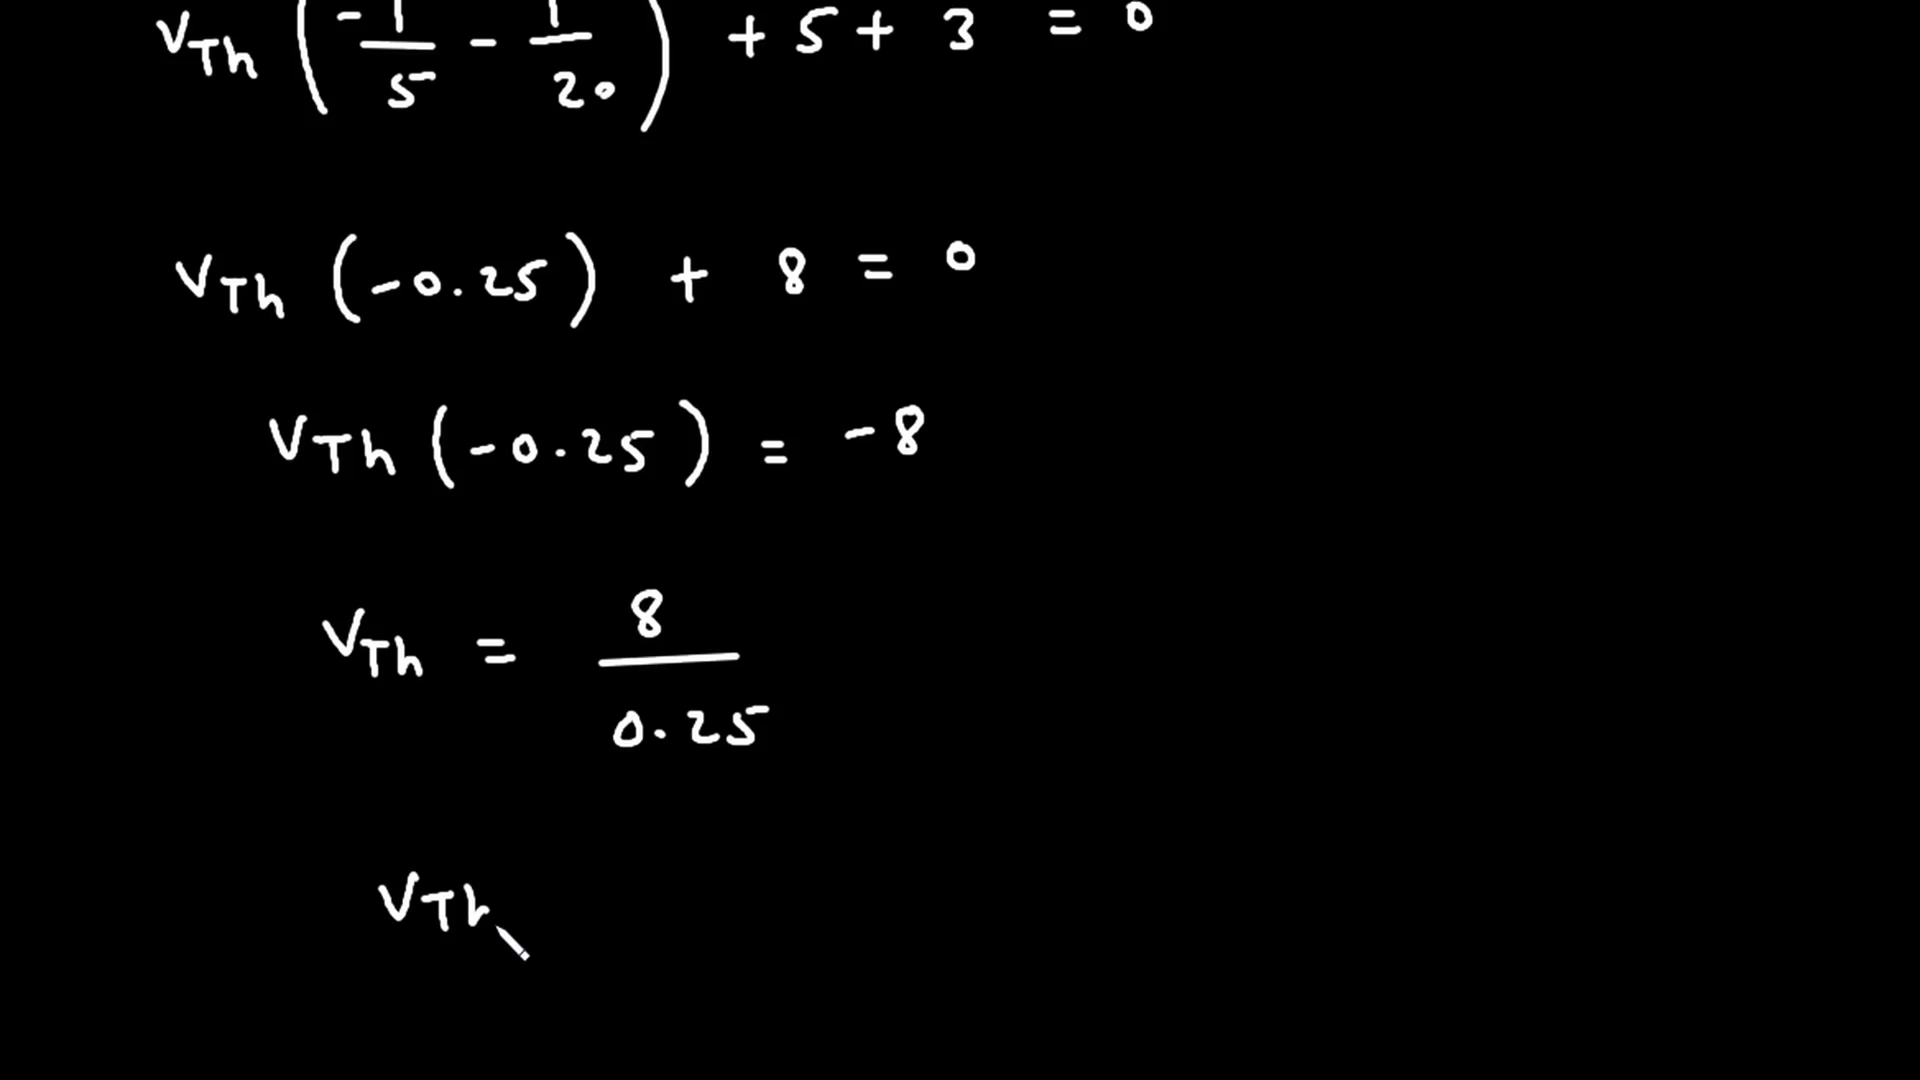 VTh (-1/5 - 1/20) + 5 + 3 = 0
VTh (-0.25) + 8 = 0
VTh (-0.25) = -8
VTh = 8/0.25
VTh